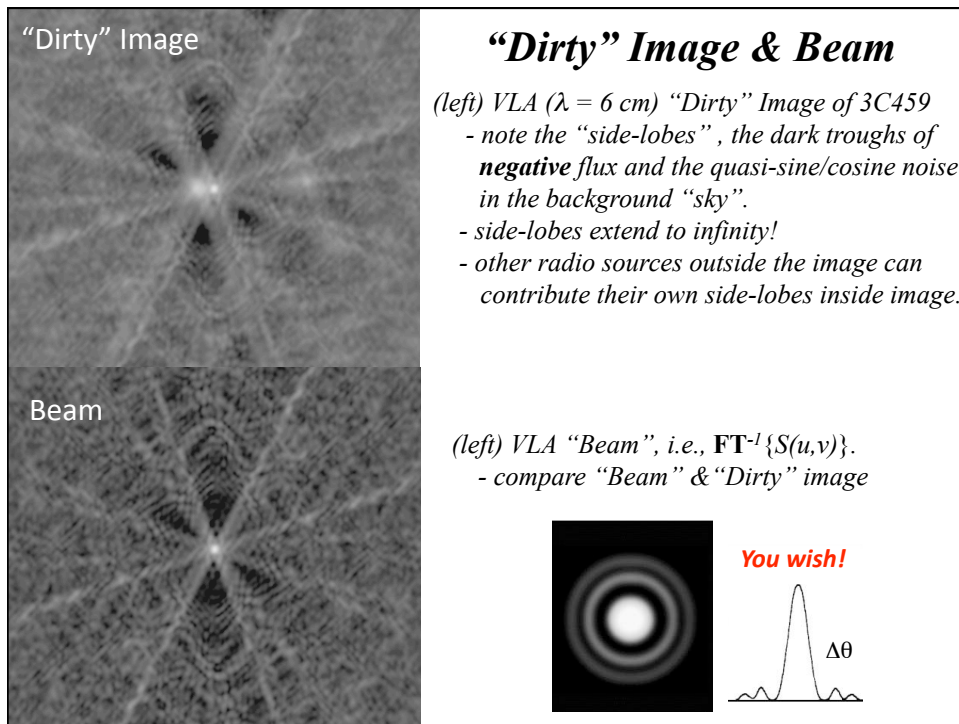 “Dirty” Image
“Dirty” Image & Beam
(left) VLA (λ = 6 cm) “Dirty” Image of 3C459
- note the “side-lobes” , the dark troughs of
negative flux and the quasi-sine/cosine noise
in the background “sky”.
- side-lobes extend to infinity!
- other radio sources outside the image can
contribute their own side-lobes inside image.
Beam
(left) VLA “Beam”, i.e., FT-1{S(u,v)}.
- compare “Beam” &“Dirty” image
You wish!
Δθ